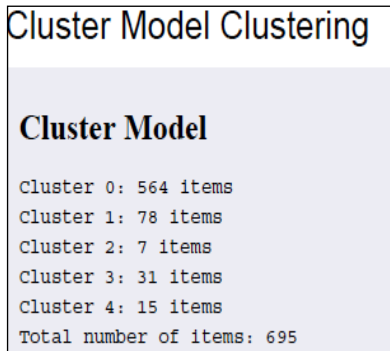 Cluster Model Clustering
Cluster Model
Cluster 0: 564 items
Cluster 1: 78 items
Cluster 2: 7 items
Cluster 3: 31 items
Cluster 4: 15 items
Total number of items: 695